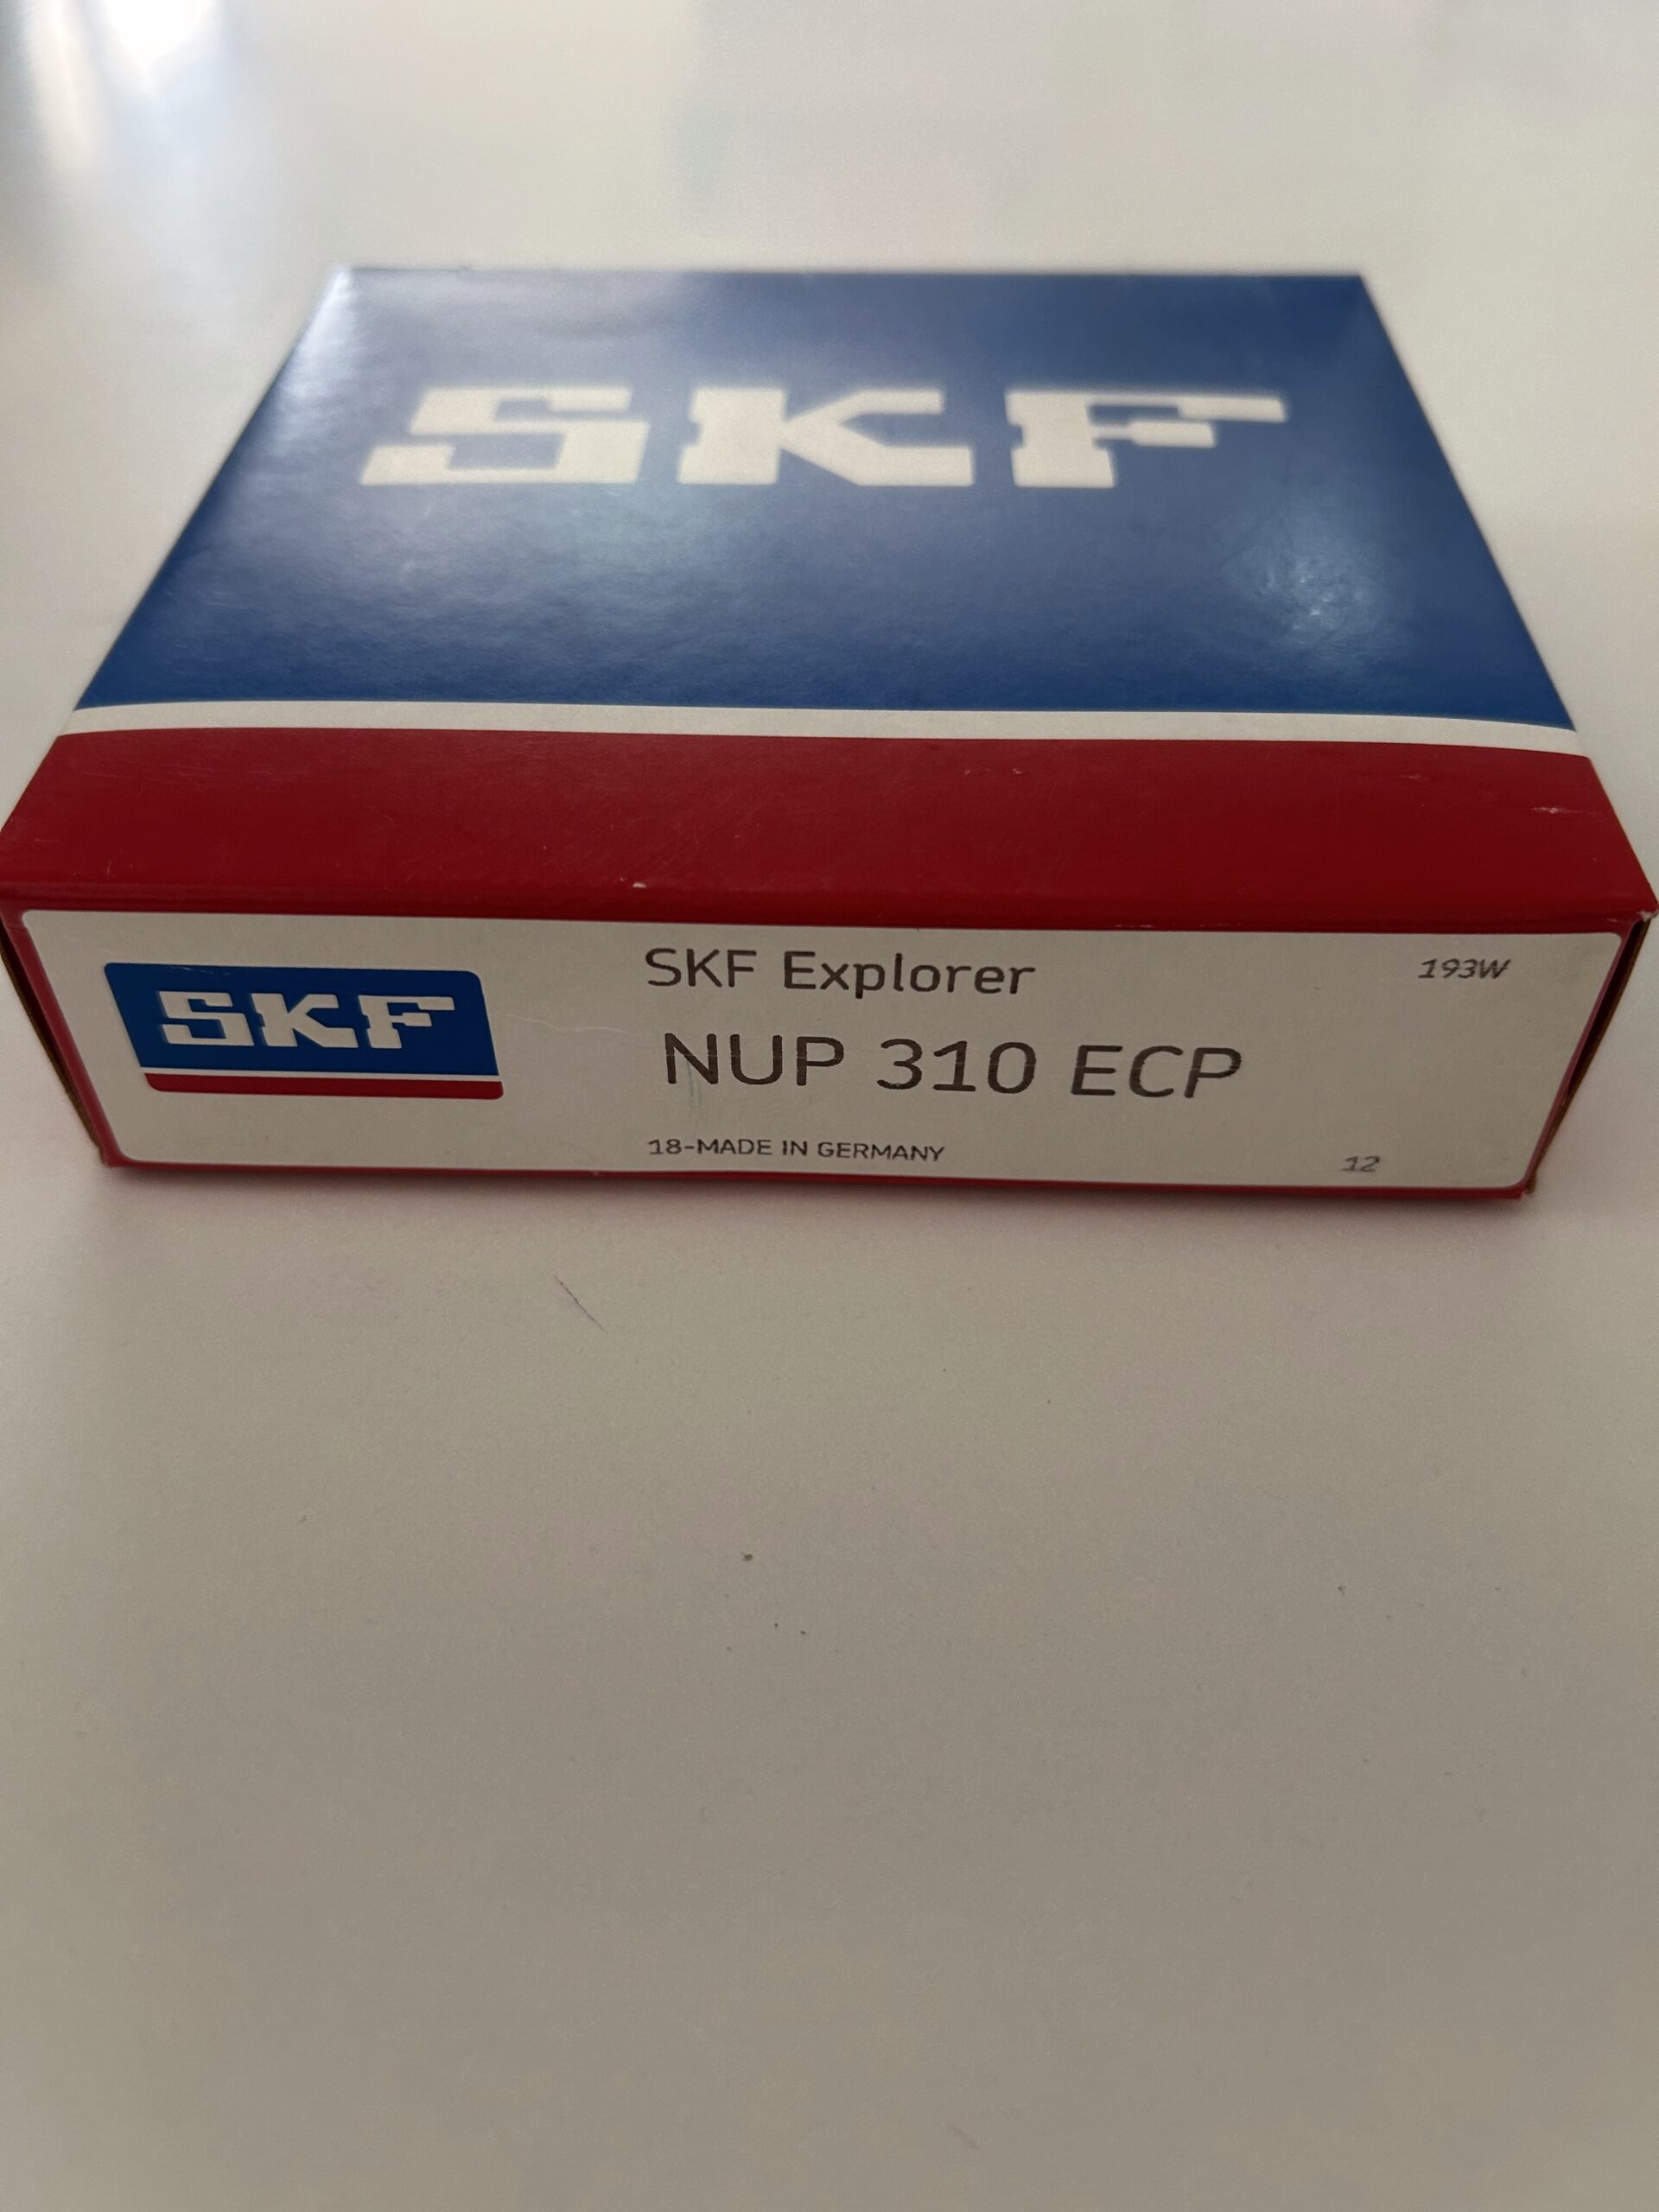 SKF
SKF
SKF Explorer
193W
NUP 310 ECP
18-MADE IN GERMANY
12